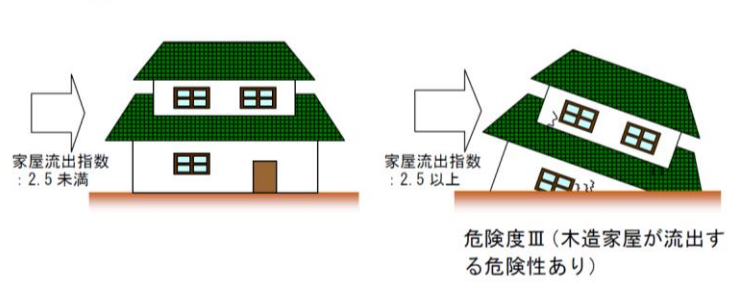 家屋流出指数
：2.5 未満
家屋流出指数
：2.5 以上
危険度Ⅲ（木造家屋が流出す
る危険性あり）